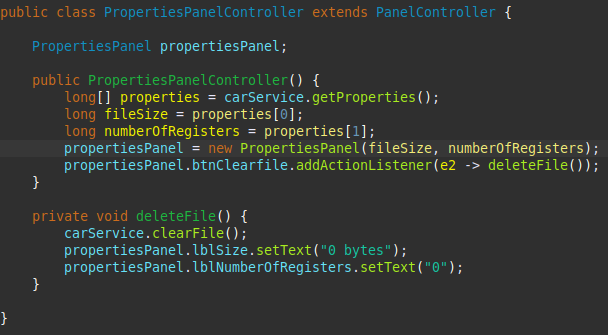 public class PropertiesPanelController extends PanelController {
PropertiesPanel propertiesPanel;
public PropertiesPanelController() {
long[] properties = carService.getProperties();
long fileSize = properties[0];
long numberOfRegisters = properties[1];
propertiesPanel = new PropertiesPanel(fileSize, numberOfRegisters);
propertiesPanel.btnClearfile.addActionListener(e2 -> deleteFile());
}
private void deleteFile() {
carService.clearFile();
propertiesPanel.lblSize.setText("0 bytes");
propertiesPanel.lblNumberOfRegisters.setText("0");
}
}